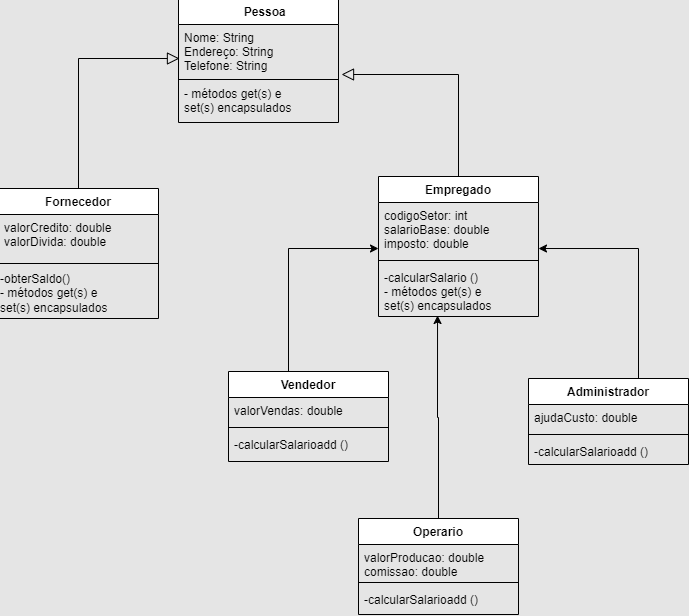 Pessoa
Nome: String
Endereço: String
Telefone: String
- métodos get(s) e
set(s) encapsulados
Fornecedor
valorCredito: double
valorDivida: double
-obterSaldo()
- métodos get(s) e
set(s) encapsulados
Empregado
codigoSetor: int
salarioBase: double
imposto: double
-calcularSalario ()
- métodos get(s) e
set(s) encapsulados
Vendedor
valorVendas: double
-calcularSalarioadd ()
Administrador
ajudaCusto: double
-calcularSalarioadd ()
Operario
valorProducao: double
comissao: double
-calcularSalarioadd ()